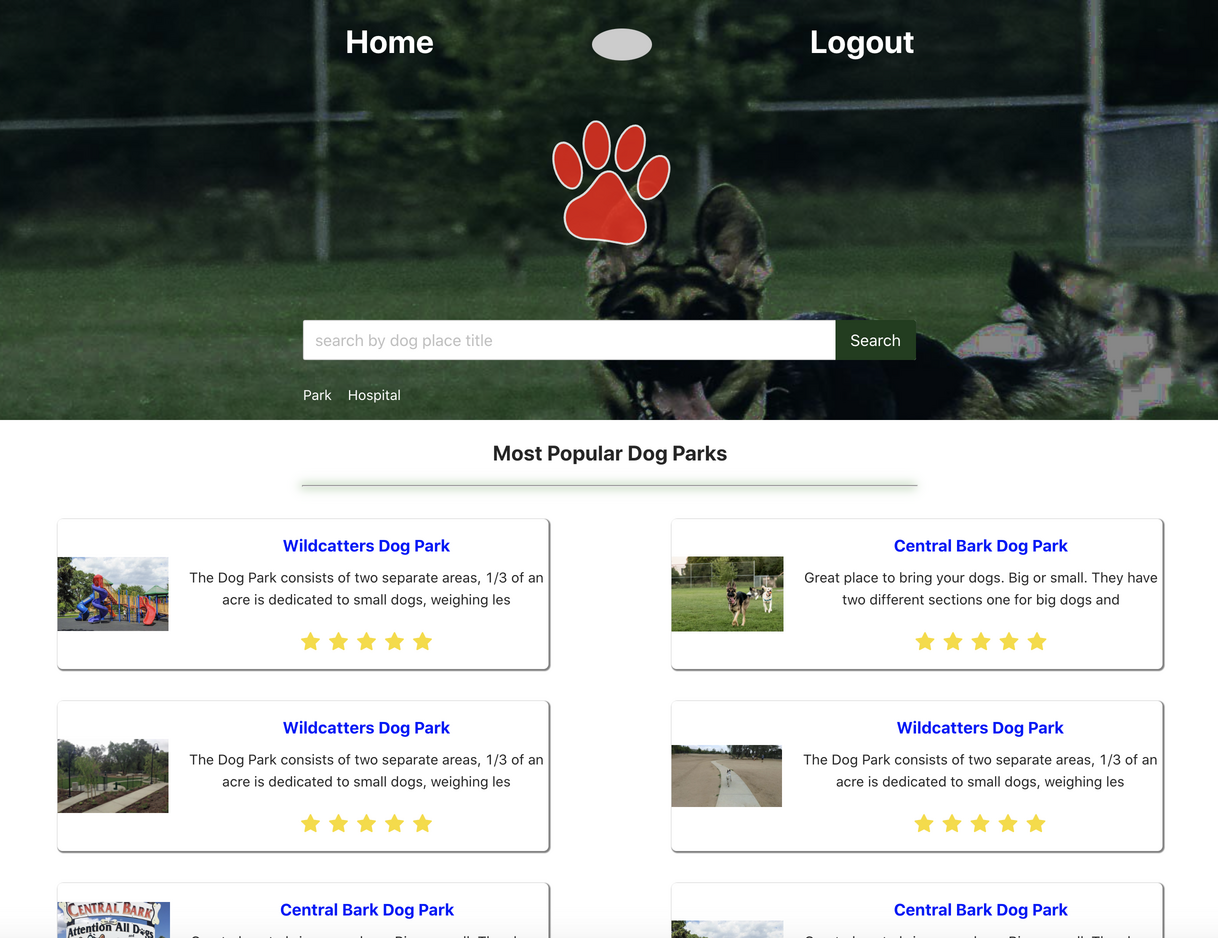 Home
Logout
search by dog place title
Search
Park
Hospital
Most Popular Dog Parks
Wildcatters Dog Park
The Dog Park consists of two separate areas, 1/3 of an
acre is dedicated to small dogs, weighing les
Central Bark Dog Park
Great place to bring your dogs. Big or small. They have
two different sections one for big dogs and
Wildcatters Dog Park
The Dog Park consists of two separate areas, 1/3 of an
acre is dedicated to small dogs, weighing les
Wildcatters Dog Park
The Dog Park consists of two separate areas, 1/3 of an
acre is dedicated to small dogs, weighing les
CENTRAL BARK
Attention All Dogs
Central Bark Dog Park
Central Bark Dog Park